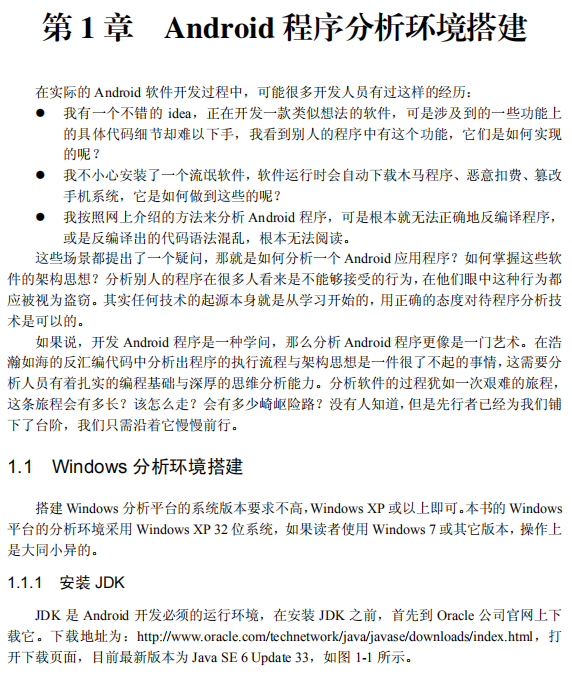 第 1 章 Android 程序分析环境搭建
在实际的 Android 软件开发过程中，可能很多开发人员有过这样的经历：
● 我有一个不错的 idea，正在开发一款类似想法的软件，可是涉及到的一些功能上
的具体代码细节却难以下手，我看到别人的程序中有这个功能，它们是如何实现
的呢？
● 我不小心安装了一个流氓软件，软件运行时会自动下载木马程序、恶意扣费、篡改
手机系统，它是如何做到这些的呢？
● 我按照网上介绍的方法来分析 Android 程序，可是根本就无法正确地反编译程序，
或是反编译出的代码语法混乱，根本无法阅读。
这些场景都提出了一个疑问，那就是如何分析一个 Android 应用程序？如何掌握这些软
件的架构思想？分析别人的程序在很多人看来是不能够接受的行为，在他们眼中这种行为都
应被视为盗窃。其实任何技术的起源本身就是从学习开始的，用正确的态度对待程序分析技
术是可以的。
如果说，开发 Android 程序是一种学问，那么分析 Android 程序更像是一门艺术。在浩
瀚如海的反汇编代码中分析出程序的执行流程与架构思想是一件很了不起的事情，这需要分
析人员有着扎实的编程基础与深厚的思维分析能力。分析软件的过程犹如一次艰难的旅程，
这条旅程会有多长？该怎么走？会有多少崎岖险路？没有人知道，但是先行者已经为我们铺
下了台阶，我们只需沿着它慢慢前行。
1.1 Windows 分析环境搭建
搭建 Windows 分析平台的系统版本要求不高，Windows XP 或以上即可。本书的 Windows
平台的分析环境采用 Windows XP 32 位系统，如果读者使用 Windows 7 或其它版本，操作上
是大同小异的。
1.1.1 安装 JDK
JDK 是 Android 开发必须的运行环境，在安装 JDK 之前，首先到 Oracle 公司官网上下
载它。下载地址为：http://www.oracle.com/technetwork/java/javase/downloads/index.html，打
开下载页面，目前最新版本为 Java SE 6 Update 33，如图 1-1 所示。